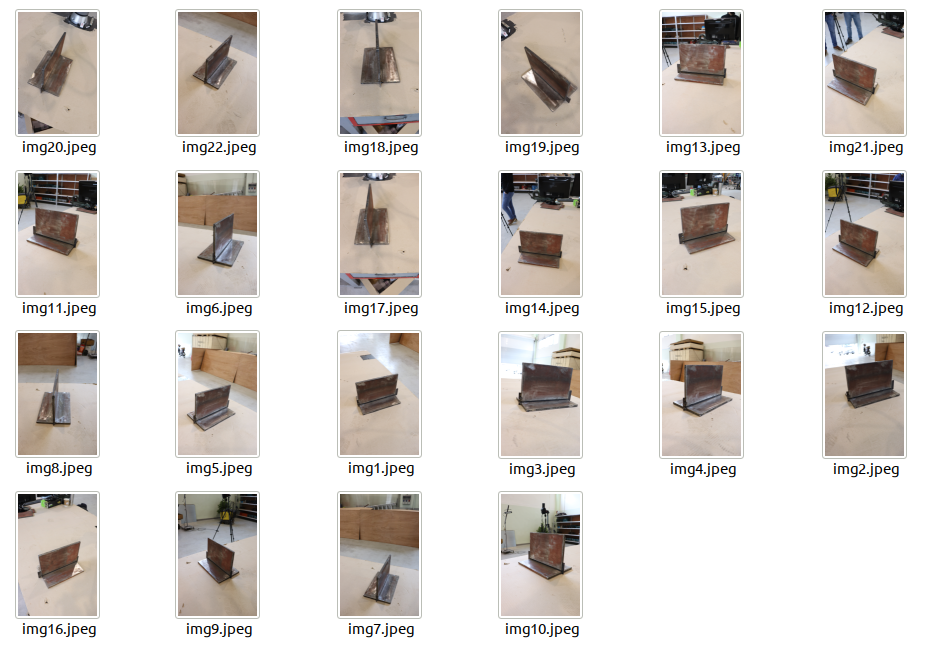 img20.jpeg img22.jpeg img18.jpeg img19.jpeg img13.jpeg img21.jpeg
img11.jpeg img6.jpeg img17.jpeg img14.jpeg img15.jpeg img12.jpeg
img8.jpeg img5.jpeg img1.jpeg img3.jpeg img4.jpeg img2.jpeg
img16.jpeg img9.jpeg img7.jpeg img10.jpeg